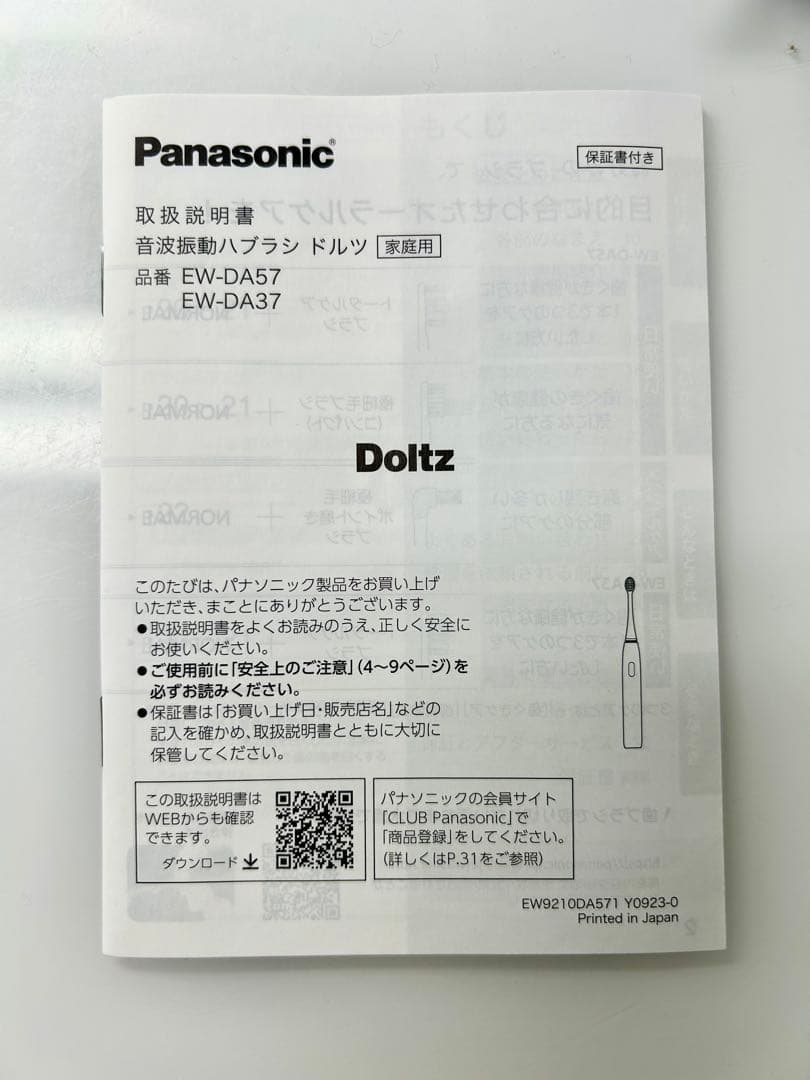 Panasonic®
保証書付き
取扱説明書
音波振動ハブラシ ドルツ 家庭用
品番 EW-DA57
EW-DA37
Doltz
このたびは、パナソニック製品をお買い上げ
いただき、まことにありがとうございます。
●取扱説明書をよくお読みのうえ、正しく安全に
お使いください。
●ご使用前に「安全上のご注意」(4～9ページ)を
必ずお読みください。
●保証書は「お買い上げ日・販売店名」などの
記入を確かめ、取扱説明書とともに大切に
保管してください。
この取扱説明書は
WEBからも確認
できます。
ダウンロード
パナソニックの会員サイト
「CLUB Panasonic」で
「商品登録」をしてください。
(詳しくはP.31をご参照)
EW9210DA571 Y0923-0
Printed in Japan